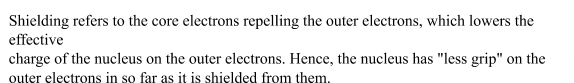 Shielding refers to the core electrons repelling the outer electrons, which lowers the
effective
charge of the nucleus on the outer electrons. Hence, the nucleus has "less grip" on the
outer electrons in so far as it is shielded from them.